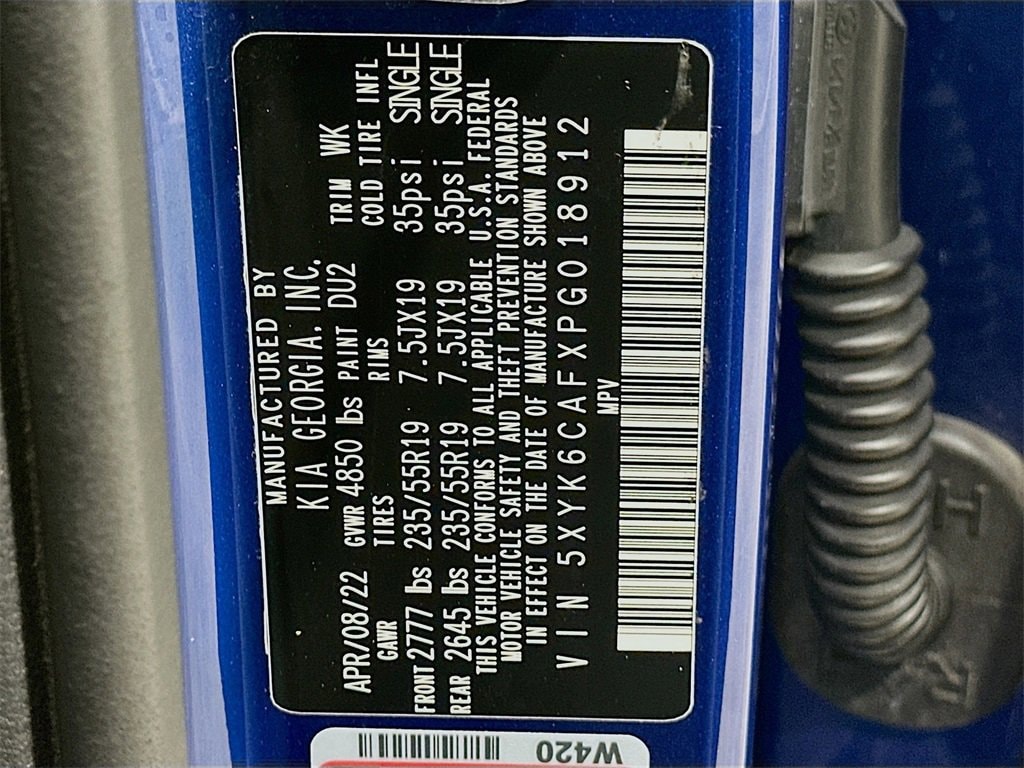 MANUFACTURED BY
KIA GEORGIA, INC.
APR/08/22 GVWR 4850 lbs PAINT DU2 TRIM WK
GAWR TIRES RIMS COLD TIRE INFL
FRONT 2777 lbs 235/55R19 7.5JX19 35psi SINGLE
REAR 2645 lbs 235/55R19 7.5JX19 35psi SINGLE
THIS VEHICLE CONFORMS TO ALL APPLICABLE U.S.A. FEDERAL
MOTOR VEHICLE SAFETY AND THEFT PREVENTION STANDARDS
IN EFFECT ON THE DATE OF MANUFACTURE SHOWN ABOVE
VIN 5XYK6CAFXPG018912
MPV
W420